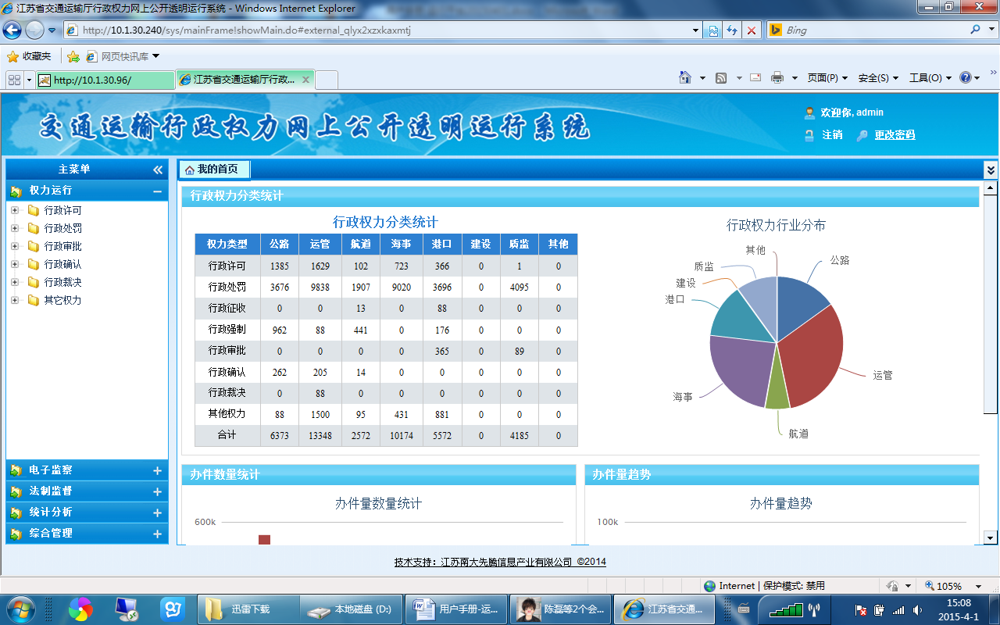 江苏省交通运输厅行政权力网上公开透明运行系统 - Windows Internet Explorer
http://10.1.30.240/sys/mainFrame!showMain.do#external_qlyx2xzxkaxmtj
Bing
收藏夹 网页快讯库
http://10.1.30.96/ 江苏省交通运输厅行政... 页面(P) 安全(S) 工具(O)
交通运输行政权力网上公开透明运行系统
欢迎你, admin
注销 更改密码
主菜单
权力运行
行政许可
行政处罚
行政审批
行政确认
行政裁决
其它权力
电子监察
法制监督
统计分析
综合管理
我的首页
行政权力分类统计
行政权力分类统计
权力类型 公路 运管 航道 海事 港口 建设 质监 其他
行政许可 1385 1629 102 723 366 0 1 0
行政处罚 3676 9838 1907 9020 3696 0 4095 0
行政征收 0 0 13 0 88 0 0 0
行政强制 962 88 441 0 176 0 0 0
行政审批 0 0 0 0 365 0 89 0
行政确认 262 205 14 0 0 0 0 0
行政裁决 0 88 0 0 0 0 0 0
其他权力 88 1500 95 431 881 0 0 0
合计 6373 13348 2572 10174 5572 0 4185 0
行政权力行业分布
其他
公路
质监
建设
港口
运管
海事
航道
办件数量统计
办件量数量统计
600k
办件量趋势
办件量趋势
100k
技术支持：江苏南大先腾信息产业有限公司 ©2014
Internet | 保护模式: 禁用 105%
迅雷下载 本地磁盘 (D:) 用户手册-运... 陈磊等2个会... 江苏省交通...
15:08
2015-4-1